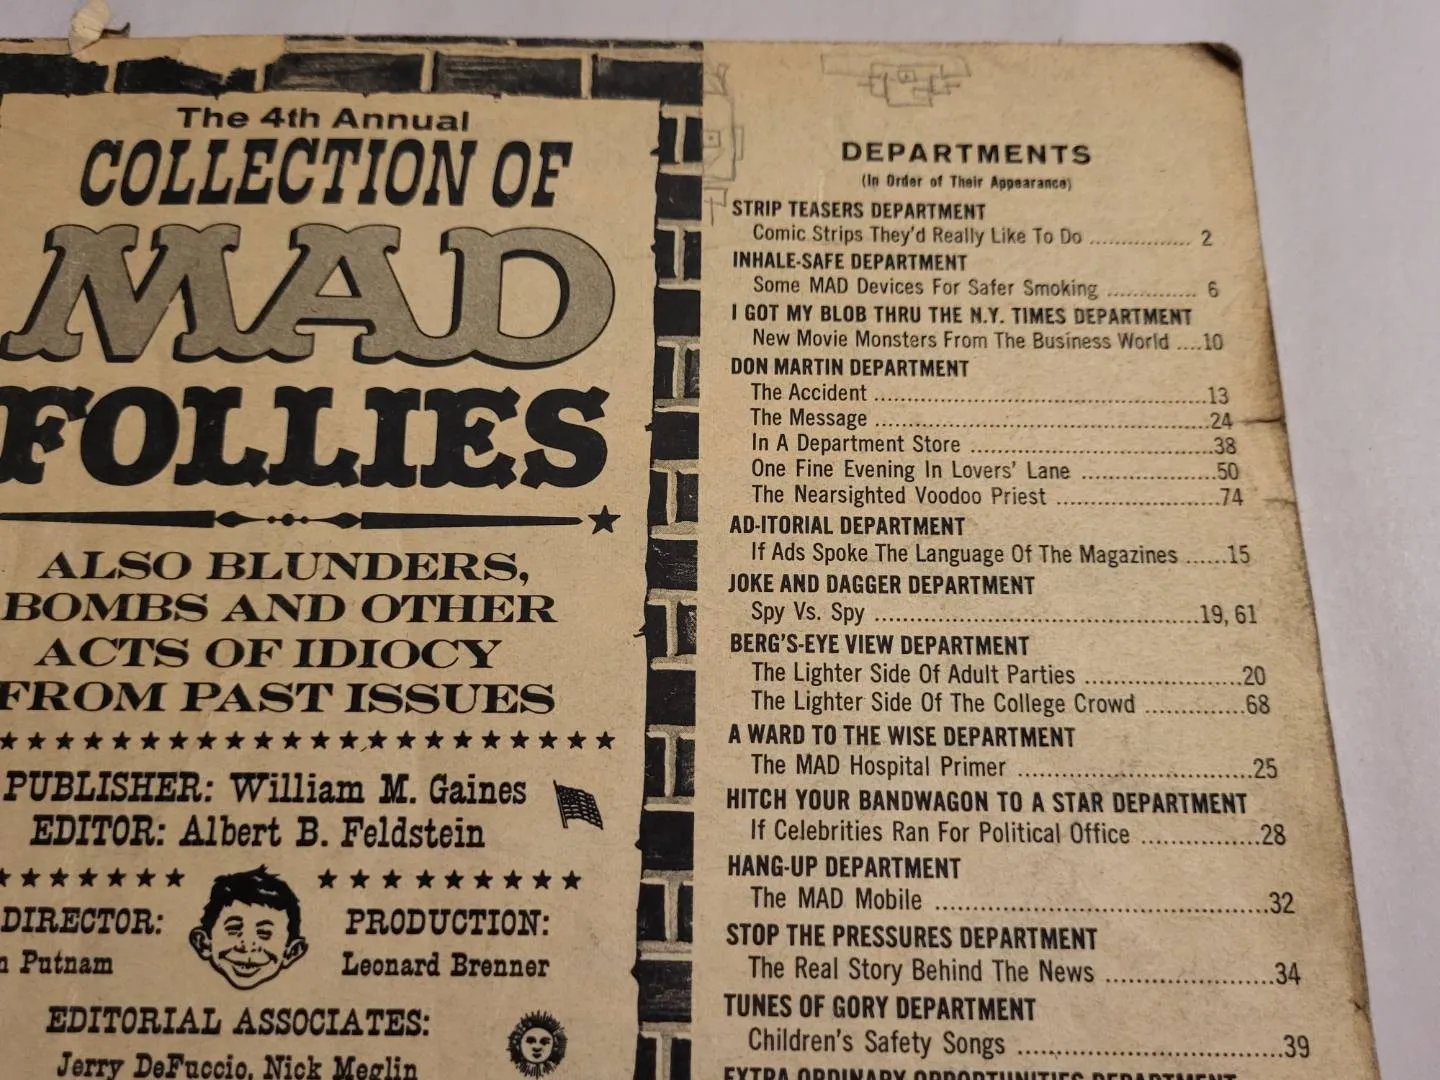 The 4th Annual
COLLECTION OF
MAD
FOLLIES
ALSO BLUNDERS,
BOMBS AND OTHER
ACTS OF IDIOCY
FROM PAST ISSUES
PUBLISHER: William M. Gaines
EDITOR: Albert B. Feldstein
DIRECTOR:
Putnam
PRODUCTION:
Leonard Brenner
EDITORIAL ASSOCIATES:
Jerry DeFuccio, Nick Meglin
DEPARTMENTS
(In Order of Their Appearance)
STRIP TEASERS DEPARTMENT
Comic Strips They'd Really Like To Do ................ 2
INHALE-SAFE DEPARTMENT
Some MAD Devices For Safer Smoking .............. 6
I GOT MY BLOB THRU THE N.Y. TIMES DEPARTMENT
New Movie Monsters From The Business World ....10
DON MARTIN DEPARTMENT
The Accident ....................................................13
The Message ....................................................24
In A Department Store .......................................38
One Fine Evening In Lovers' Lane .....................50
The Nearsighted Voodoo Priest .........................74
AD-ITORIAL DEPARTMENT
If Ads Spoke The Language Of The Magazines ......15
JOKE AND DAGGER DEPARTMENT
Spy Vs. Spy ..................................................19, 61
BERG'S-EYE VIEW DEPARTMENT
The Lighter Side Of Adult Parties .......................20
The Lighter Side Of The College Crowd ..............68
A WARD TO THE WISE DEPARTMENT
The MAD Hospital Primer ..................................25
HITCH YOUR BANDWAGON TO A STAR DEPARTMENT
If Celebrities Ran For Political Office .................28
HANG-UP DEPARTMENT
The MAD Mobile ...............................................32
STOP THE PRESSURES DEPARTMENT
The Real Story Behind The News .......................34
TUNES OF GORY DEPARTMENT
Children's Safety Songs ....................................39
EXTRA ORDINARY OPPORTUNITIES DEPARTMENT